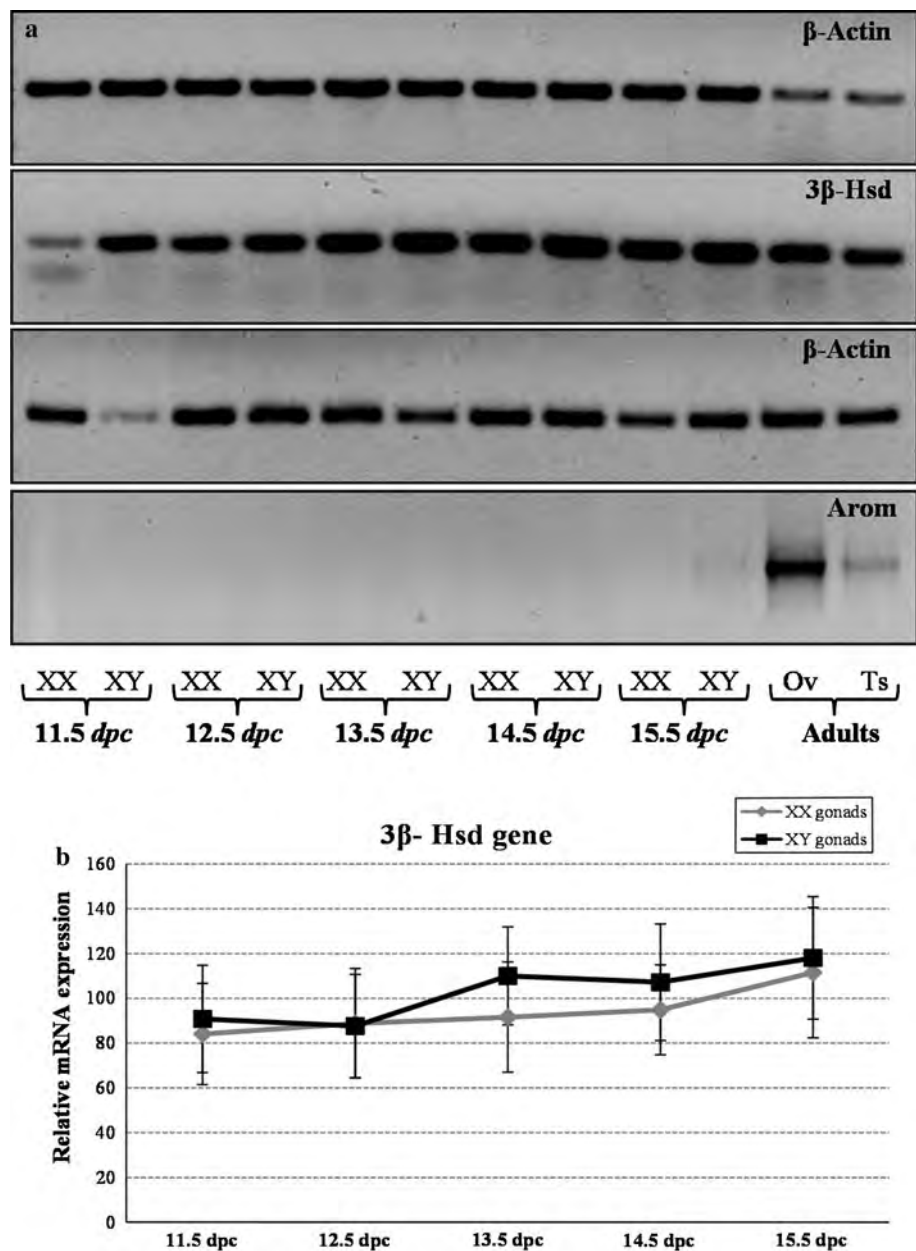 a
β-Actin
3β-Hsd
β-Actin
Arom
XX XY XX XY XX XY XX XY XX XY Ov Ts
11.5 dpc 12.5 dpc 13.5 dpc 14.5 dpc 15.5 dpc Adults
XX gonads
XY gonads
3β- Hsd gene
b
Relative mRNA expression
160
140
120
100
80
60
40
20
0
11.5 dpc 12.5 dpc 13.5 dpc 14.5 dpc 15.5 dpc